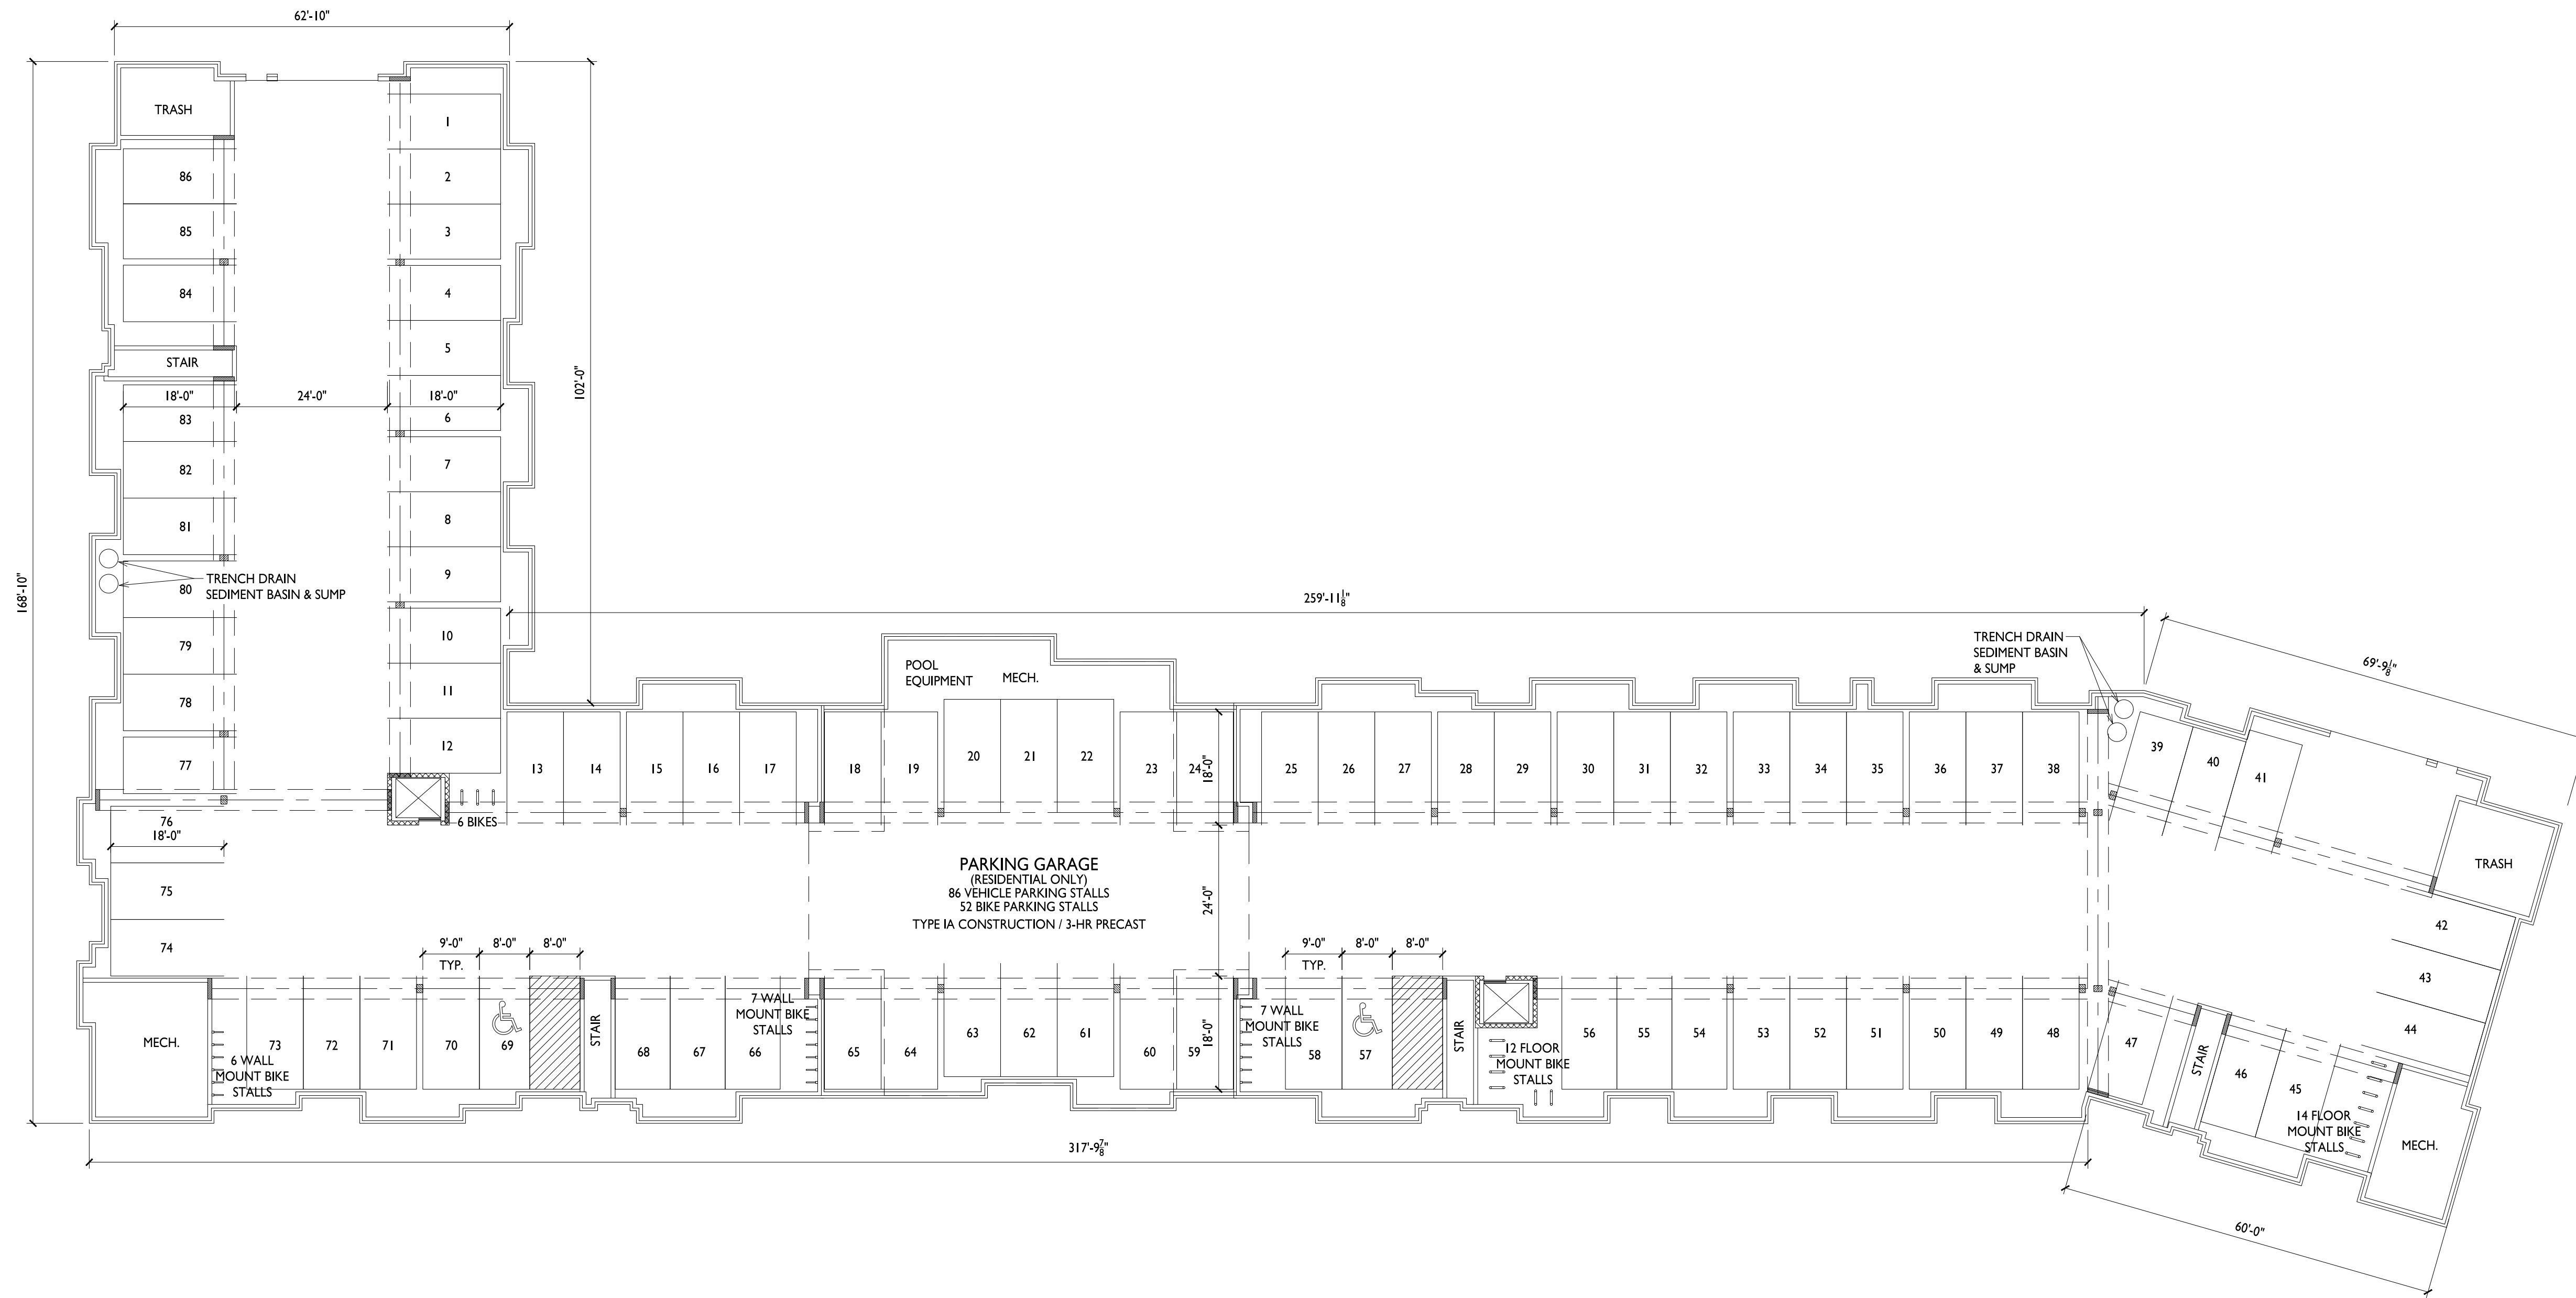 62'-10"
TRASH
1
86
2
85
3
84
4
5
STAIR
102'-0"
18'-0"
24'-0"
18'-0"
83
6
82
7
81
8
168'-10"
TRENCH DRAIN
SEDIMENT BASIN & SUMP
80
9
79
10
78
11
77
12
259'-11 1/8"
TRENCH DRAIN
SEDIMENT BASIN
& SUMP
69'-9 1/8"
POOL
EQUIPMENT
MECH.
13
14
15
16
17
18
19
20
21
22
23
24
18'-0"
25
26
27
28
29
30
31
32
33
34
35
36
37
38
39
40
41
6 BIKES
76
18'-0"
75
74
PARKING GARAGE
(RESIDENTIAL ONLY)
86 VEHICLE PARKING STALLS
52 BIKE PARKING STALLS
TYPE IA CONSTRUCTION / 3-HR PRECAST
24'-0"
TRASH
42
43
44
9'-0"
8'-0"
8'-0"
TYP.
9'-0"
8'-0"
8'-0"
TYP.
MECH.
6 WALL
MOUNT BIKE
STALLS
73
72
71
70
69
STAIR
68
67
66
7 WALL
MOUNT BIKE
STALLS
65
64
63
62
61
60
59
18'-0"
7 WALL
MOUNT BIKE
STALLS
58
57
STAIR
12 FLOOR
MOUNT BIKE
STALLS
56
55
54
53
52
51
50
49
48
47
STAIR
46
45
14 FLOOR
MOUNT BIKE
STALLS
MECH.
317'-9 7/8"
60'-0"